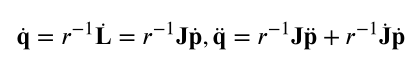 q̇ = r⁻¹L̇ = r⁻¹Jṗ, q̈ = r⁻¹Jp̈ + r⁻¹J̇ṗ